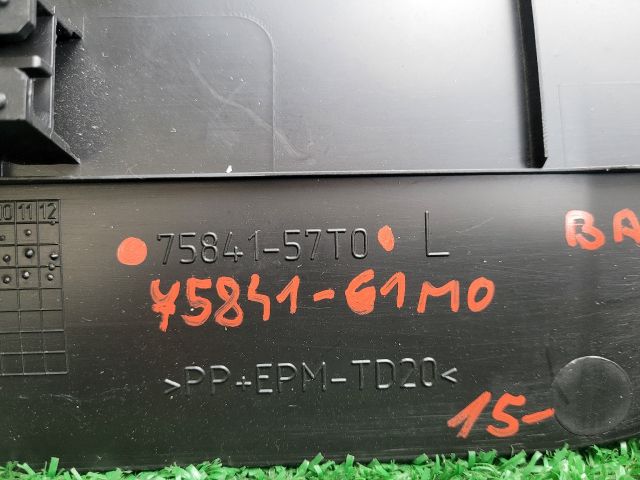 10 11 12
75841-57T0 L
BA
75841-61M0
>PP+EPM-TD20<
15-